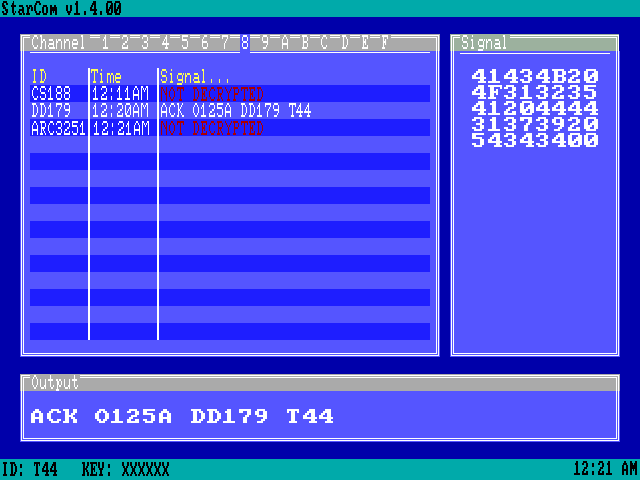 StarCom v1.4.00
Channel 1 2 3 4 5 6 7 8 9 A B C D E F
ID Time Signal...
CS188 12:11AM NOT DECRYPTED
DD179 12:20AM ACK O125A DD179 T44
ARC3251 12:21AM NOT DECRYPTED
Signal
41434B20
4F313235
41204444
31373920
54343400
Output
ACK O125A DD179 T44
ID: T44 KEY: XXXXXX 12:21 AM